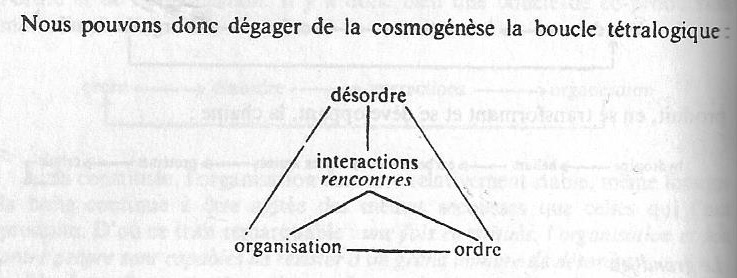 Nous pouvons donc dégager de la cosmogénèse la boucle tétralogique :
désordre
interactions
rencontres
organisation ordre